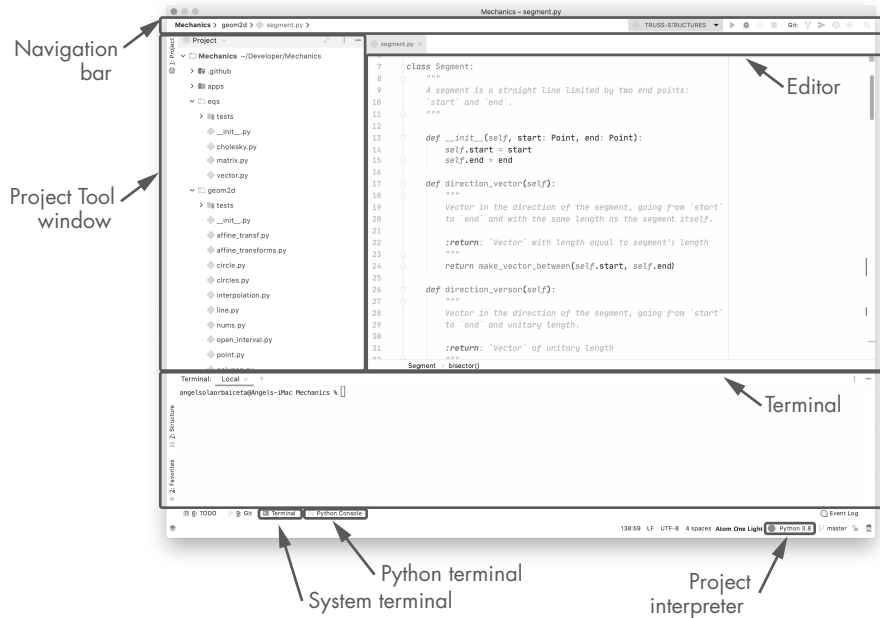 Mechanics – segment.py
Mechanics > geom2d > segment.py >
TRUSS-STRUCTURES
Git:
Navigation
bar
1: Project
Project
segment.py ×
Editor
Mechanics ~/Developer/Mechanics
> .github
> apps
eqs
> tests
__init__.py
cholesky.py
matrix.py
vector.py
geom2d
> tests
__init__.py
affine_transf.py
affine_transforms.py
circle.py
circles.py
interpolation.py
line.py
nums.py
open_interval.py
point.py
polygon.py
Project Tool
window
7 class Segment:
8 """
9 A segment is a straight line limited by two end points:
10 `start` and `end`.
11 """
12
13 def __init__(self, start: Point, end: Point):
14 self.start = start
15 self.end = end
16
17 def direction_vector(self):
18 """
19 Vector in the direction of the segment, going from `start`
20 to `end` and with the same length as the segment itself.
21
22 :return: `Vector` with length equal to segment's length
23 """
24 return make_vector_between(self.start, self.end)
25
26 def direction_versor(self):
27 """
28 Vector in the direction of the segment, going from `start`
29 to `end` and unitary length.
30
31 :return: `Vector` of unitary length
32 """
Segment > bisector()
Terminal: Local × +
angelsolaorbaiceta@Angels-iMac Mechanics %
Terminal
7: Structure
2: Favorites
6: TODO 9: Git Terminal Python Console Event Log
138:59 LF UTF-8 4 spaces Atom One Light Python 3.8 master
Python terminal
System terminal
Project
interpreter